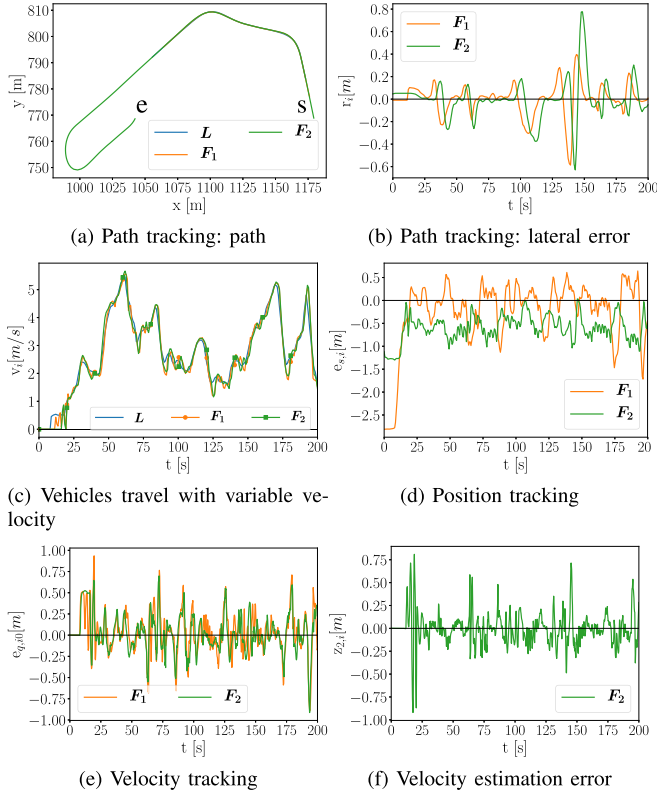 810
800
790
780
770
760
750
y [m]
e
s
L
F1
F2
1000 1025 1050 1075 1100 1125 1150 1175
x [m]
(a) Path tracking: path
0.8
0.6
0.4
0.2
0.0
−0.2
−0.4
−0.6
ri[m]
F1
F2
0 25 50 75 100 125 150 175 200
t [s]
(b) Path tracking: lateral error
5
4
3
2
1
0
vi[m/s]
L F1 F2
0 25 50 75 100 125 150 175 200
t [s]
(c) Vehicles travel with variable ve-
locity
0.5
0.0
−0.5
−1.0
−1.5
−2.0
−2.5
es,i[m]
F1
F2
0 25 50 75 100 125 150 175 200
t [s]
(d) Position tracking
1.00
0.75
0.50
0.25
0.00
−0.25
−0.50
−0.75
−1.00
eq,i0[m]
F1 F2
0 25 50 75 100 125 150 175 200
t [s]
(e) Velocity tracking
0.75
0.50
0.25
0.00
−0.25
−0.50
−0.75
−1.00
z2,i[m]
F2
0 25 50 75 100 125 150 175 200
t [s]
(f) Velocity estimation error